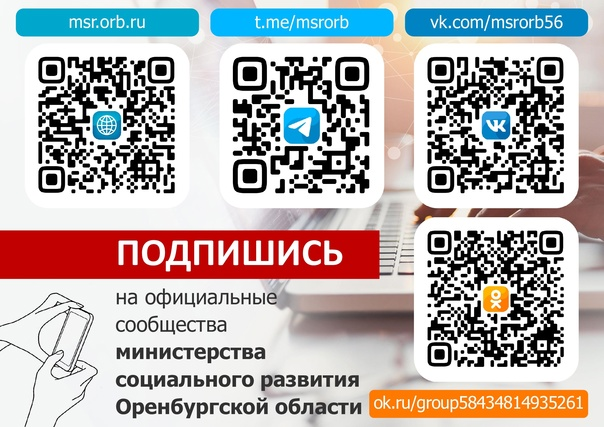 msr.orb.ru
t.me/msrorb
vk.com/msrorb56
ПОДПИШИСЬ
на официальные
сообщества
министерства
социального развития
Оренбургской области
ok.ru/group58434814935261